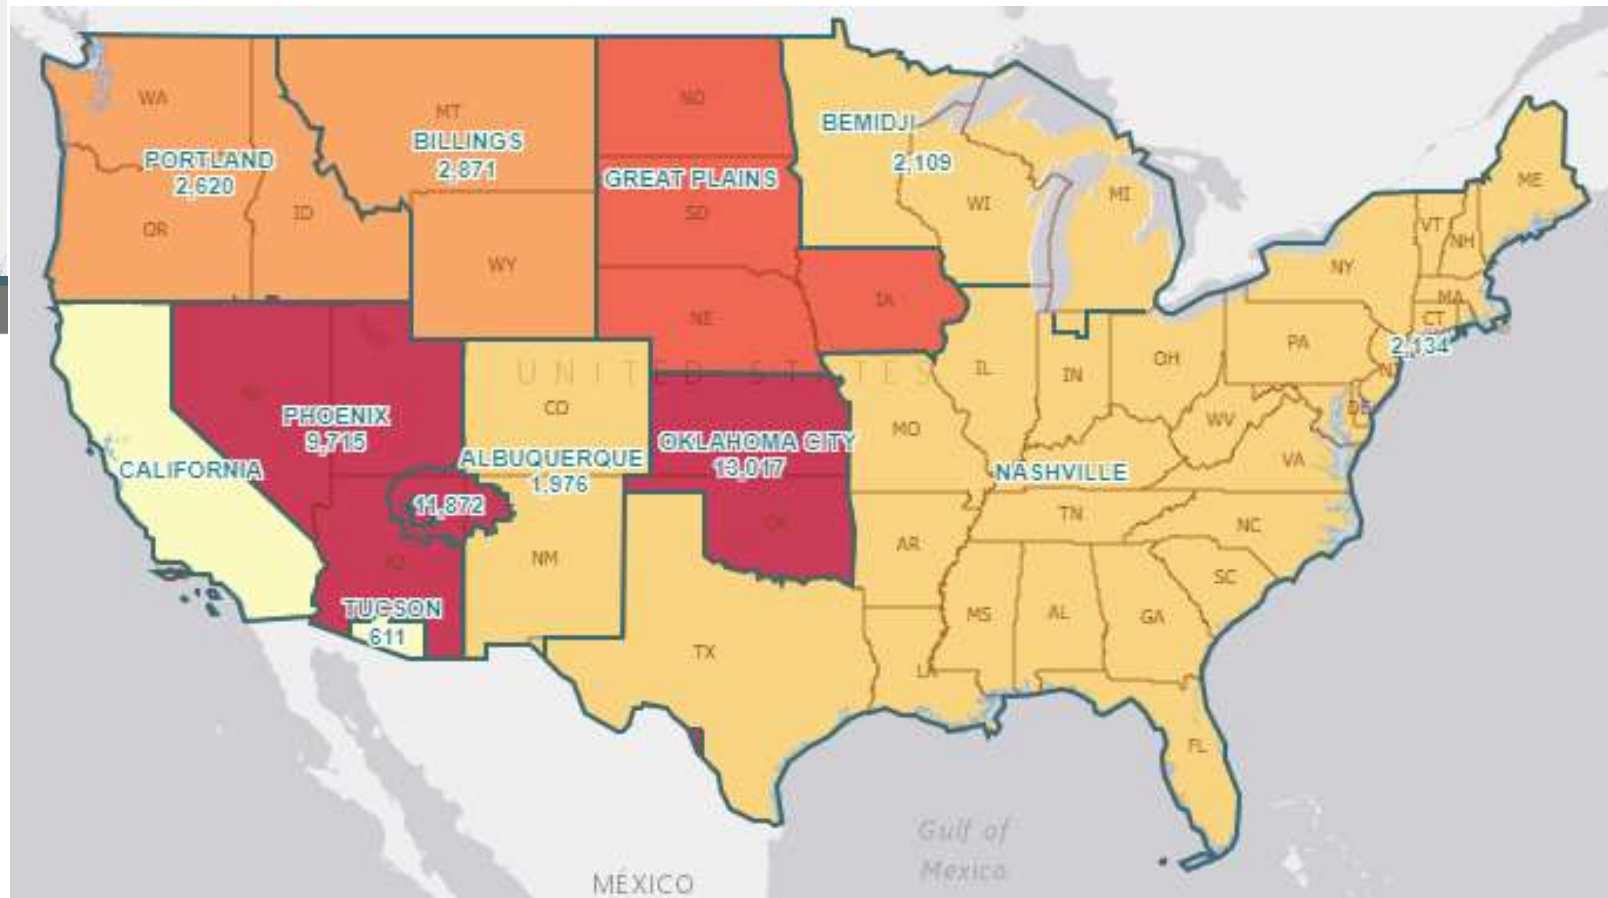 WA
MT
ND
BEMIDJI
2,109
PORTLAND
2,620
BILLINGS
2,871
GREAT PLAINS
WI
MI
ME
VT
NH
OR
ID
SD
WY
NY
IA
MA
NE
CT
2,134
UNITED STATES
IL
IN
OH
PA
NJ
CO
DE
PHOENIX
9,715
OKLAHOMA CITY
13,017
MO
WV
VA
CALIFORNIA
ALBUQUERQUE
1,976
NASHVILLE
11,872
TN
NC
OK
AR
NM
AZ
SC
TUCSON
611
MS
AL
GA
TX
LA
FL
Gulf of
Mexico
MÉXICO